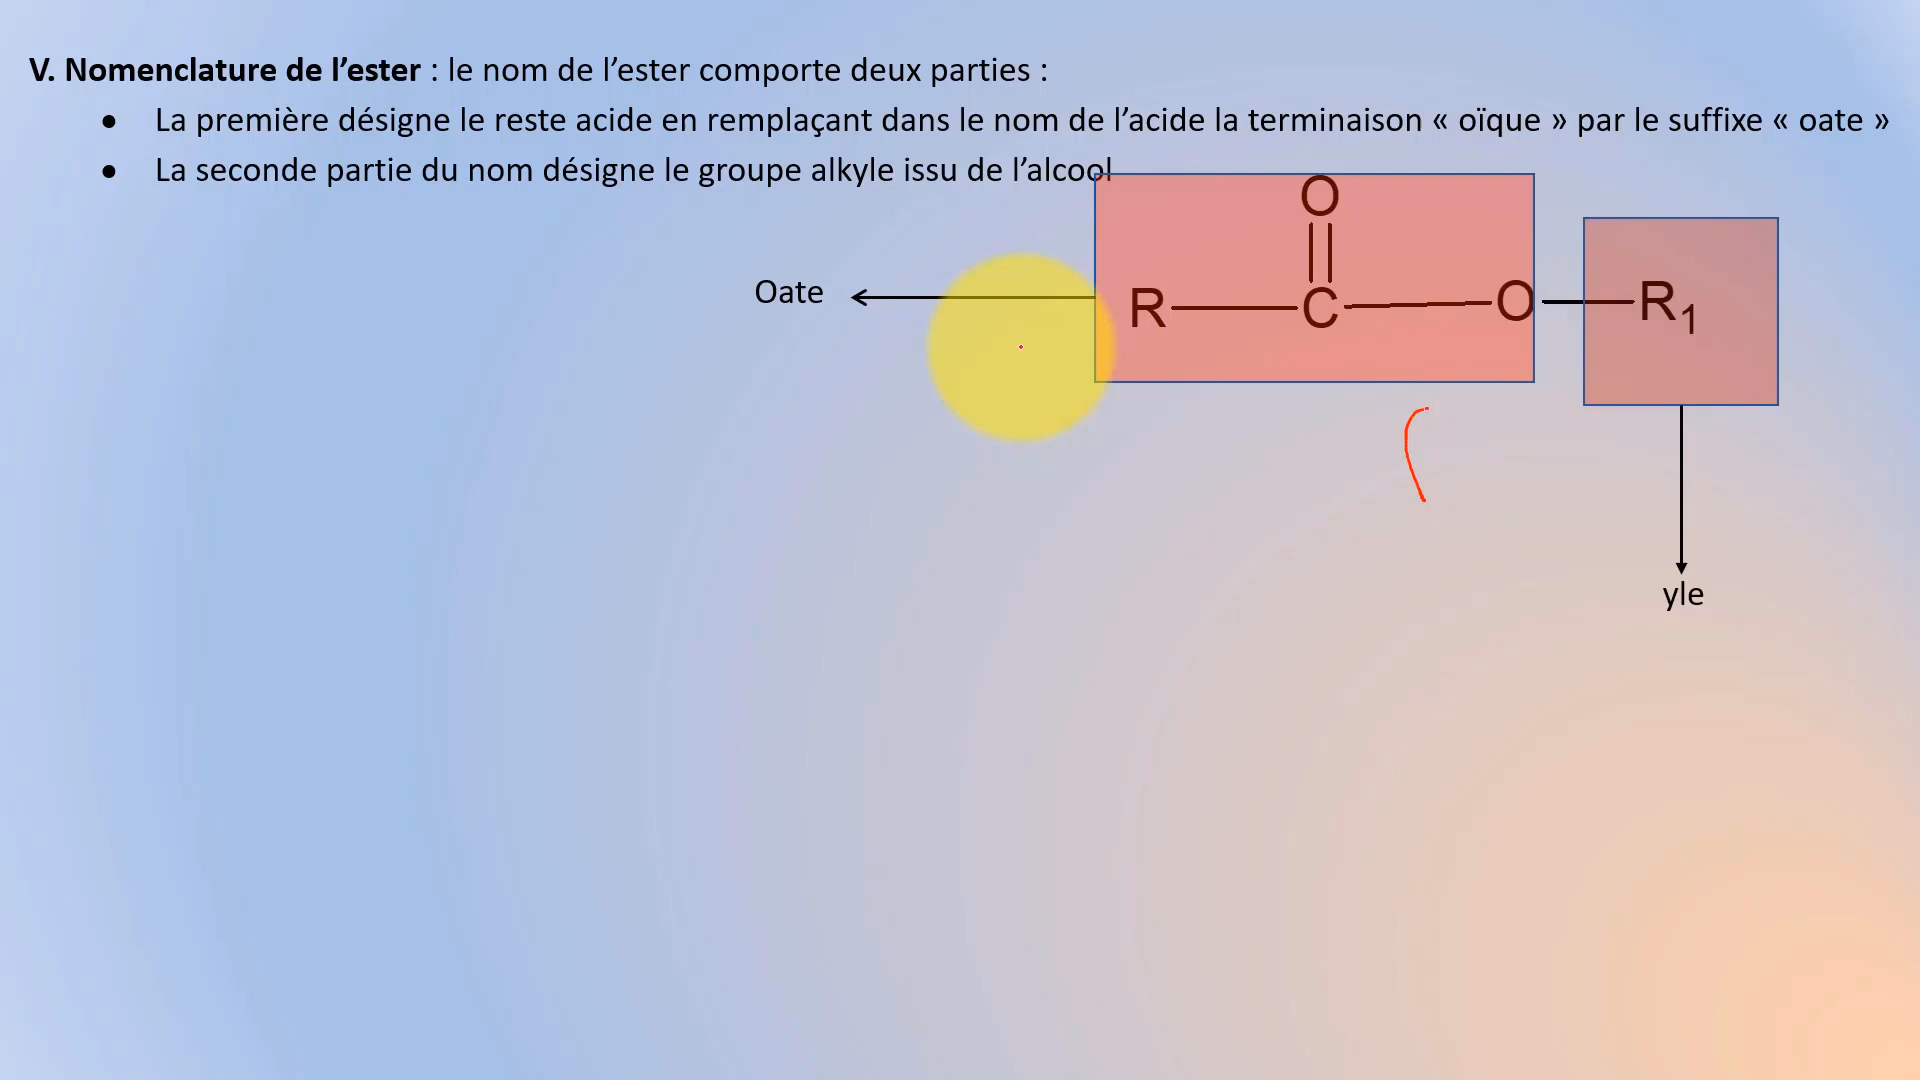 V. Nomenclature de l’ester : le nom de l’ester comporte deux parties :
• La première désigne le reste acide en remplaçant dans le nom de l’acide la terminaison « oïque » par le suffixe « oate »
• La seconde partie du nom désigne le groupe alkyle issu de l’alcool
O
Oate
R C O R₁
yle